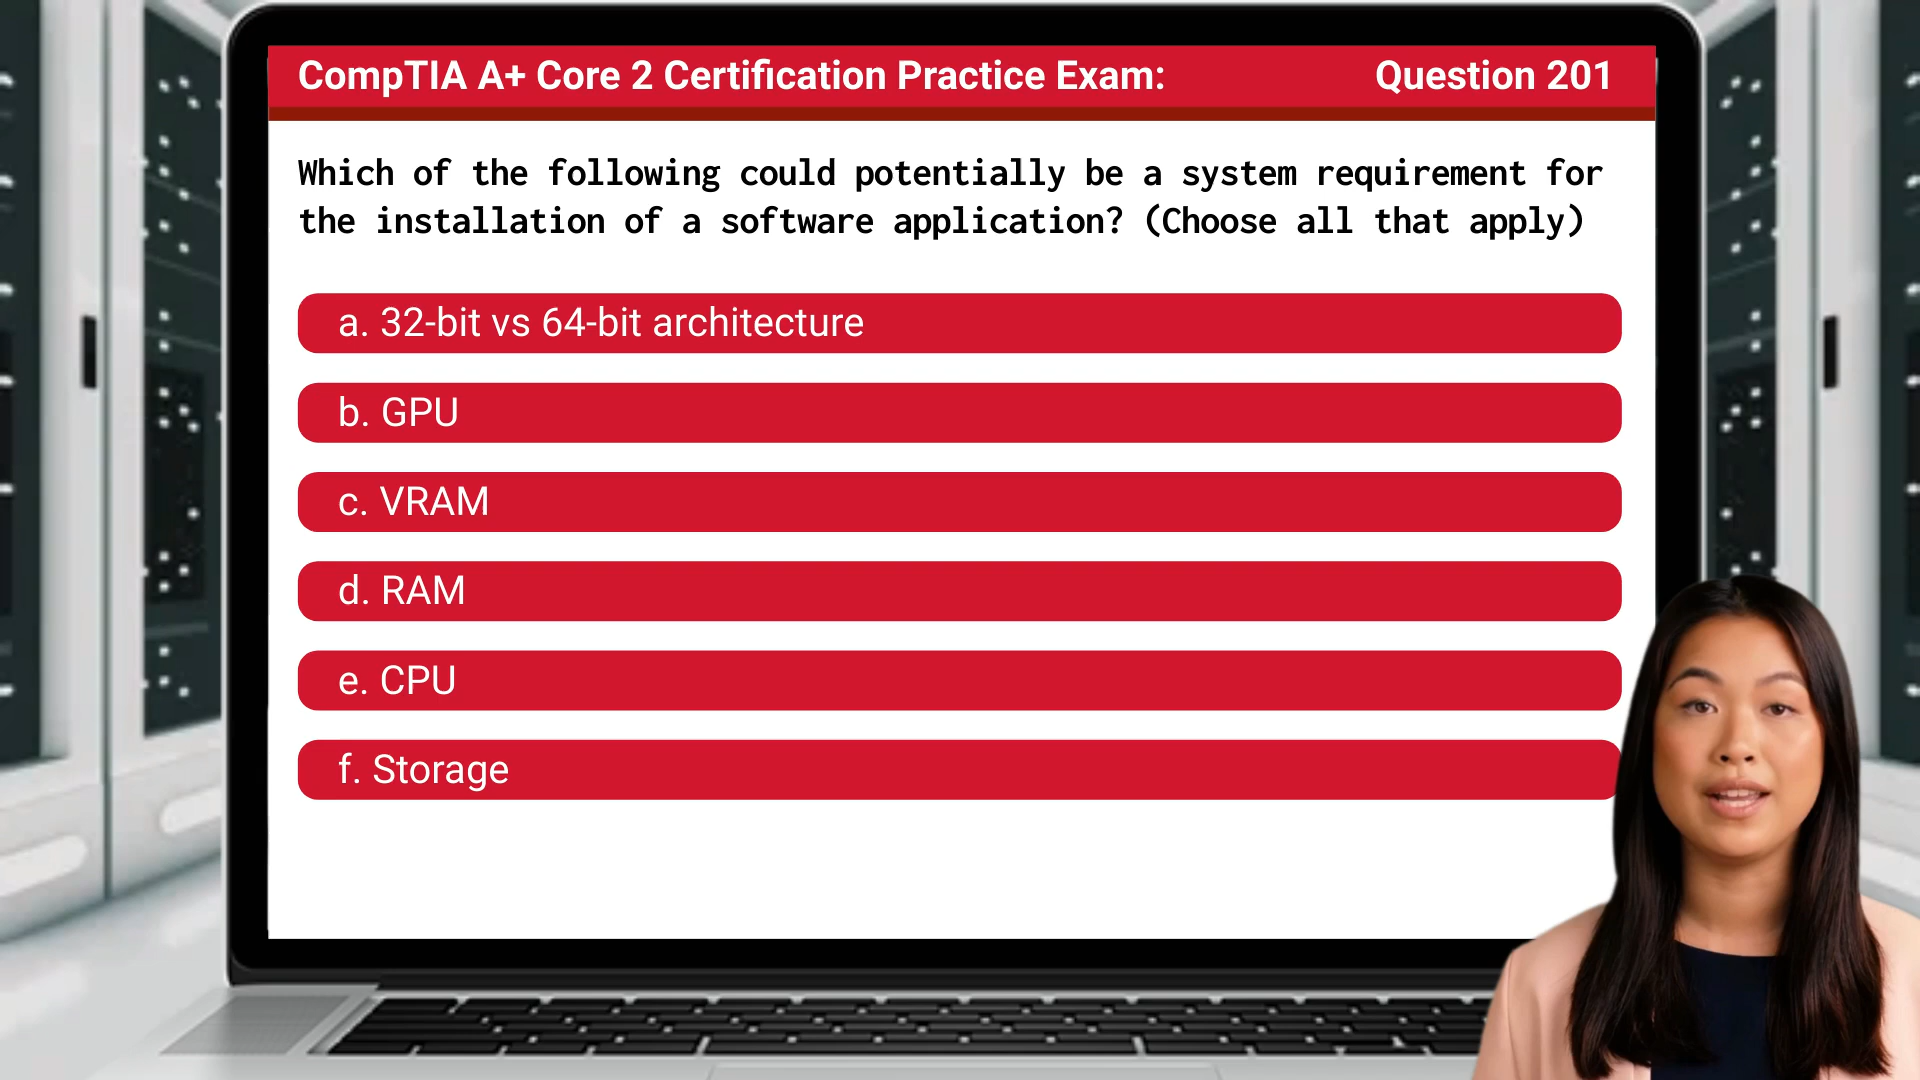 CompTIA A+ Core 2 Certification Practice Exam: Question 201
Which of the following could potentially be a system requirement for
the installation of a software application? (Choose all that apply)
a. 32-bit vs 64-bit architecture
b. GPU
c. VRAM
d. RAM
e. CPU
f. Storage